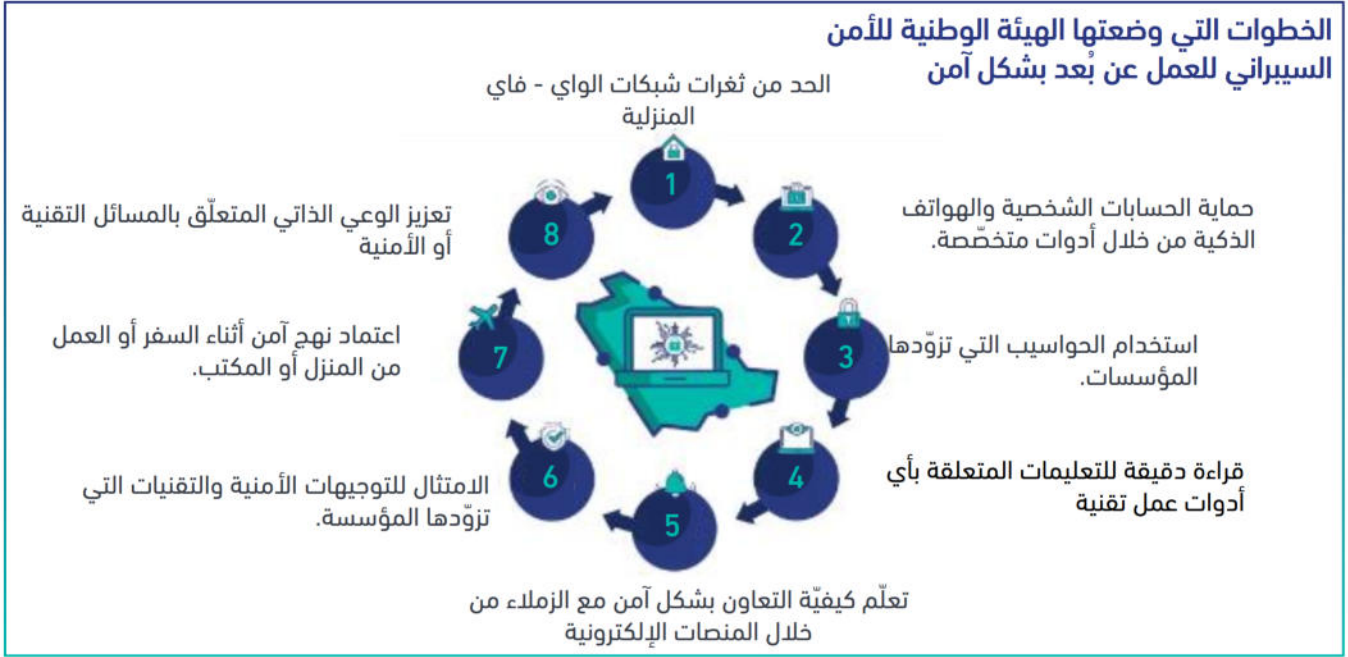 الخطوات التي وضعتها الهيئة الوطنية للأمن
السيبراني للعمل عن بُعد بشكل آمن
الحد من ثغرات شبكات الواي - فاي
المنزلية
1
2
حماية الحسابات الشخصية والهواتف
الذكية من خلال أدوات متخصّصة.
3
استخدام الحواسيب التي تزوّدها
المؤسسات.
4
قراءة دقيقة للتعليمات المتعلقة بأي
أدوات عمل تقنية
5
تعلّم كيفيّة التعاون بشكل آمن مع الزملاء من
خلال المنصات الإلكترونية
6
الامتثال للتوجيهات الأمنية والتقنيات التي
تزوّدها المؤسسة.
7
اعتماد نهج آمن أثناء السفر أو العمل
من المنزل أو المكتب.
8
تعزيز الوعي الذاتي المتعلّق بالمسائل التقنية
أو الأمنية